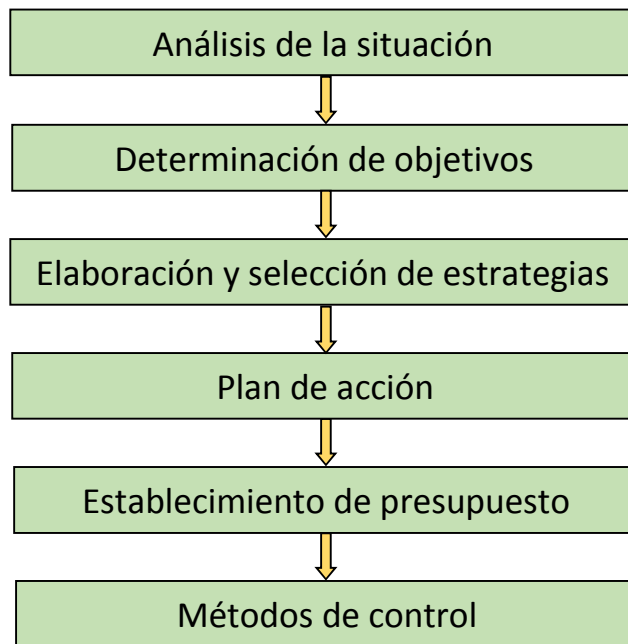 Análisis de la situación
Determinación de objetivos
Elaboración y selección de estrategias
Plan de acción
Establecimiento de presupuesto
Métodos de control